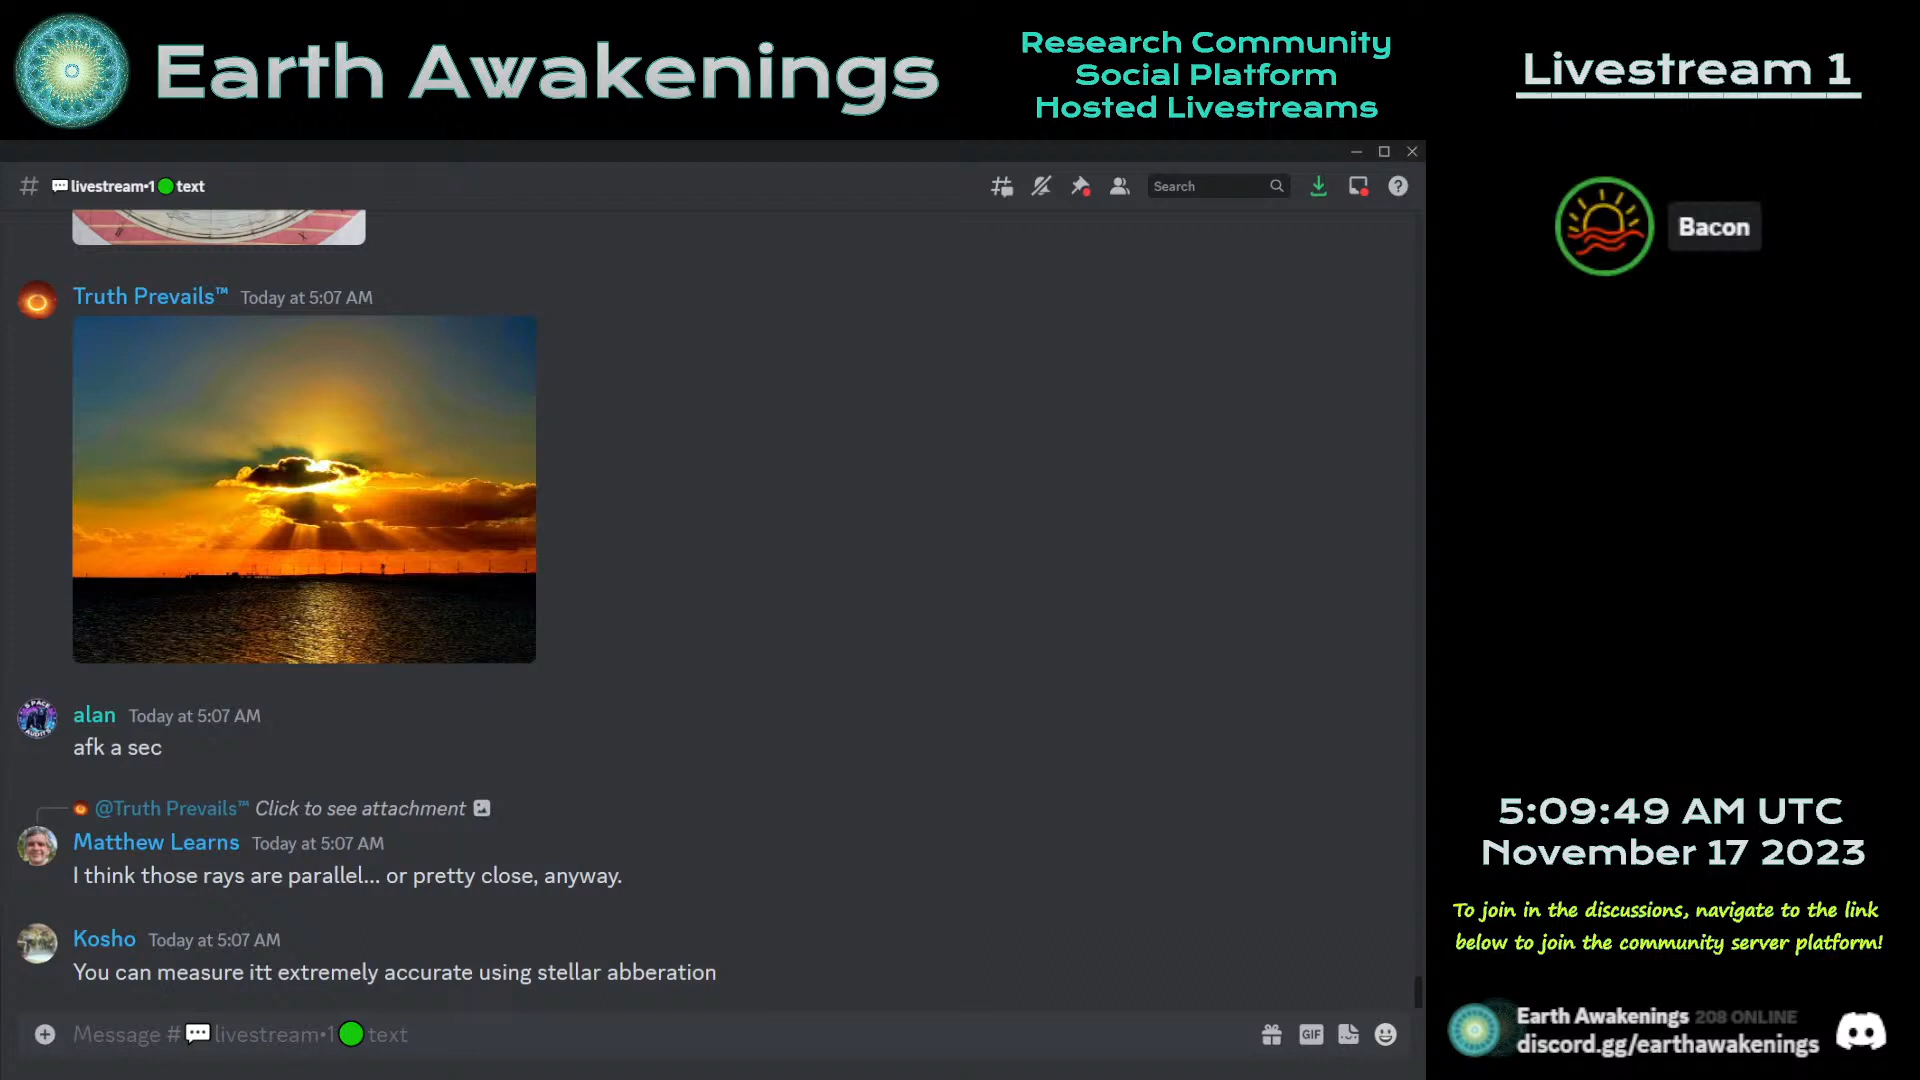 Earth Awakenings
Research Community
Social Platform
Hosted Livestreams
Livestream 1
livestream•1 text
Search
Bacon
Truth Prevails™ Today at 5:07 AM
alan Today at 5:07 AM
afk a sec
@Truth Prevails™ Click to see attachment
Matthew Learns Today at 5:07 AM
I think those rays are parallel... or pretty close, anyway.
Kosho Today at 5:07 AM
You can measure itt extremely accurate using stellar abberation
Message # livestream•1 text
GIF
5:09:49 AM UTC
November 17 2023
To join in the discussions, navigate to the link
below to join the community server platform!
Earth Awakenings 208 ONLINE
discord.gg/earthawakenings